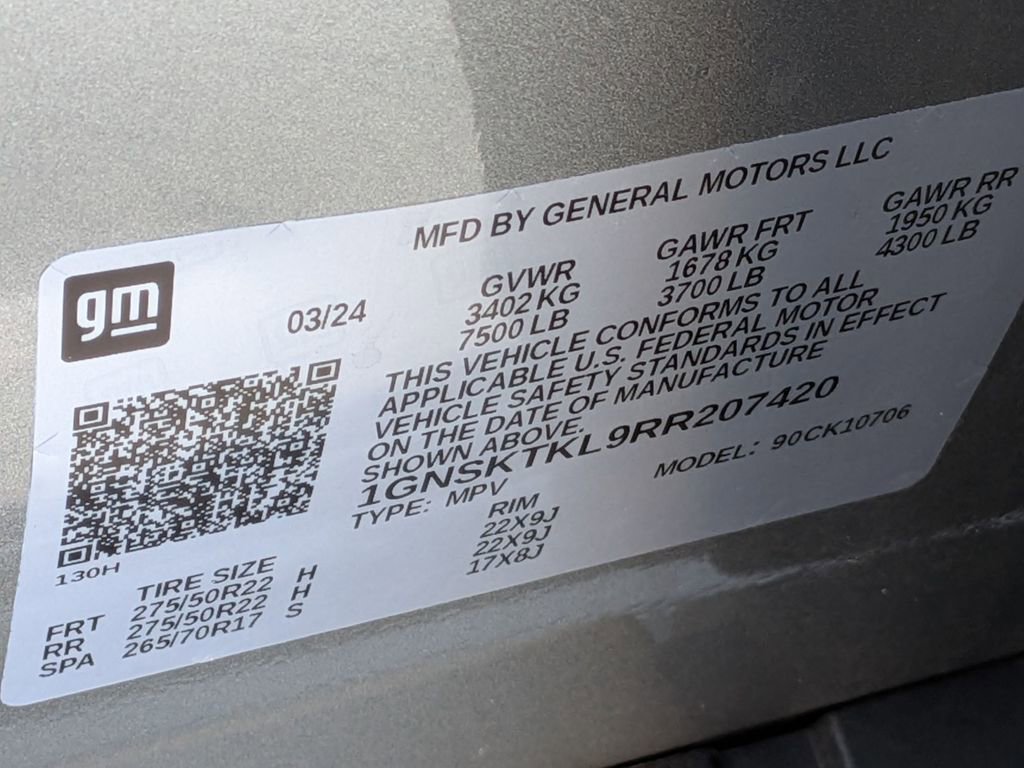 gm
MFD BY GENERAL MOTORS LLC
03/24
GVWR
3402 KG
7500 LB
GAWR FRT
1678 KG
3700 LB
GAWR RR
1950 KG
4300 LB
THIS VEHICLE CONFORMS TO ALL
APPLICABLE U.S. FEDERAL MOTOR
VEHICLE SAFETY STANDARDS IN EFFECT
ON THE DATE OF MANUFACTURE
SHOWN ABOVE.
1GNSKTKL9RR207420
TYPE: MPV
MODEL: 90CK10706
130H
TIRE SIZE RIM
FRT 275/50R22 H 22X9J
RR 275/50R22 H 22X9J
SPA 265/70R17 S 17X8J